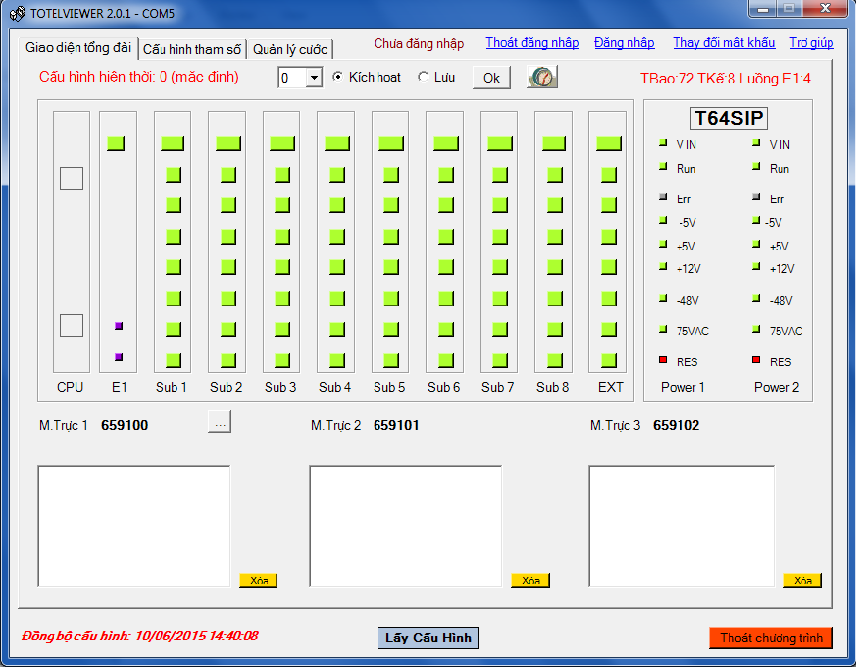 TOTELVIEWER 2.0.1 - COM5
Giao diện tổng đài Cấu hình tham số Quản lý cước Chưa đăng nhập Thoát đăng nhập Đăng nhập Thay đổi mật khẩu Trợ giúp
Cấu hình hiện thời: 0 (mặc định) 0 Kích hoạt Lưu Ok TBao:72 TKế:8 Luồng E1:4
T64SIP
VIN VIN
Run Run
Err Err
-5V -5V
+5V +5V
+12V +12V
-48V -48V
75VAC 75VAC
RES RES
CPU E1 Sub 1 Sub 2 Sub 3 Sub 4 Sub 5 Sub 6 Sub 7 Sub 8 EXT Power 1 Power 2
M.Trực 1 659100 ... M.Trực 2 659101 M.Trực 3 659102
Xóa Xóa Xóa
Đồng bộ cấu hình: 10/06/2015 14:40:08 Lấy Cấu Hình Thoát chương trình